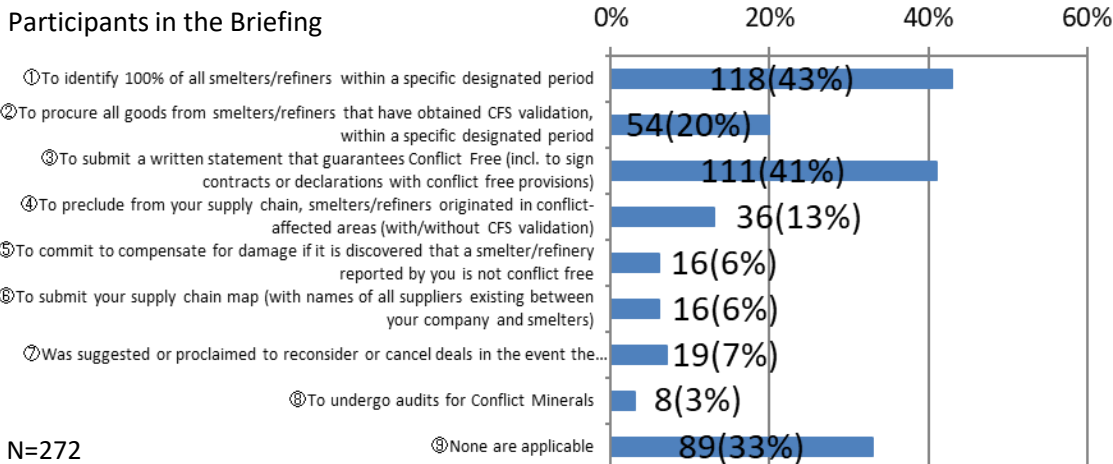 Participants in the Briefing
0% 20% 40% 60%
①To identify 100% of all smelters/refiners within a specific designated period
118(43%)
②To procure all goods from smelters/refiners that have obtained CFS validation,
within a specific designated period
54(20%)
③To submit a written statement that guarantees Conflict Free (incl. to sign
contracts or declarations with conflict free provisions)
111(41%)
④To preclude from your supply chain, smelters/refiners originated in conflict-
affected areas (with/without CFS validation)
36(13%)
⑤To commit to compensate for damage if it is discovered that a smelter/refinery
reported by you is not conflict free
16(6%)
⑥To submit your supply chain map (with names of all suppliers existing between
your company and smelters)
16(6%)
⑦Was suggested or proclaimed to reconsider or cancel deals in the event the...
19(7%)
⑧To undergo audits for Conflict Minerals
8(3%)
⑨None are applicable
89(33%)
N=272